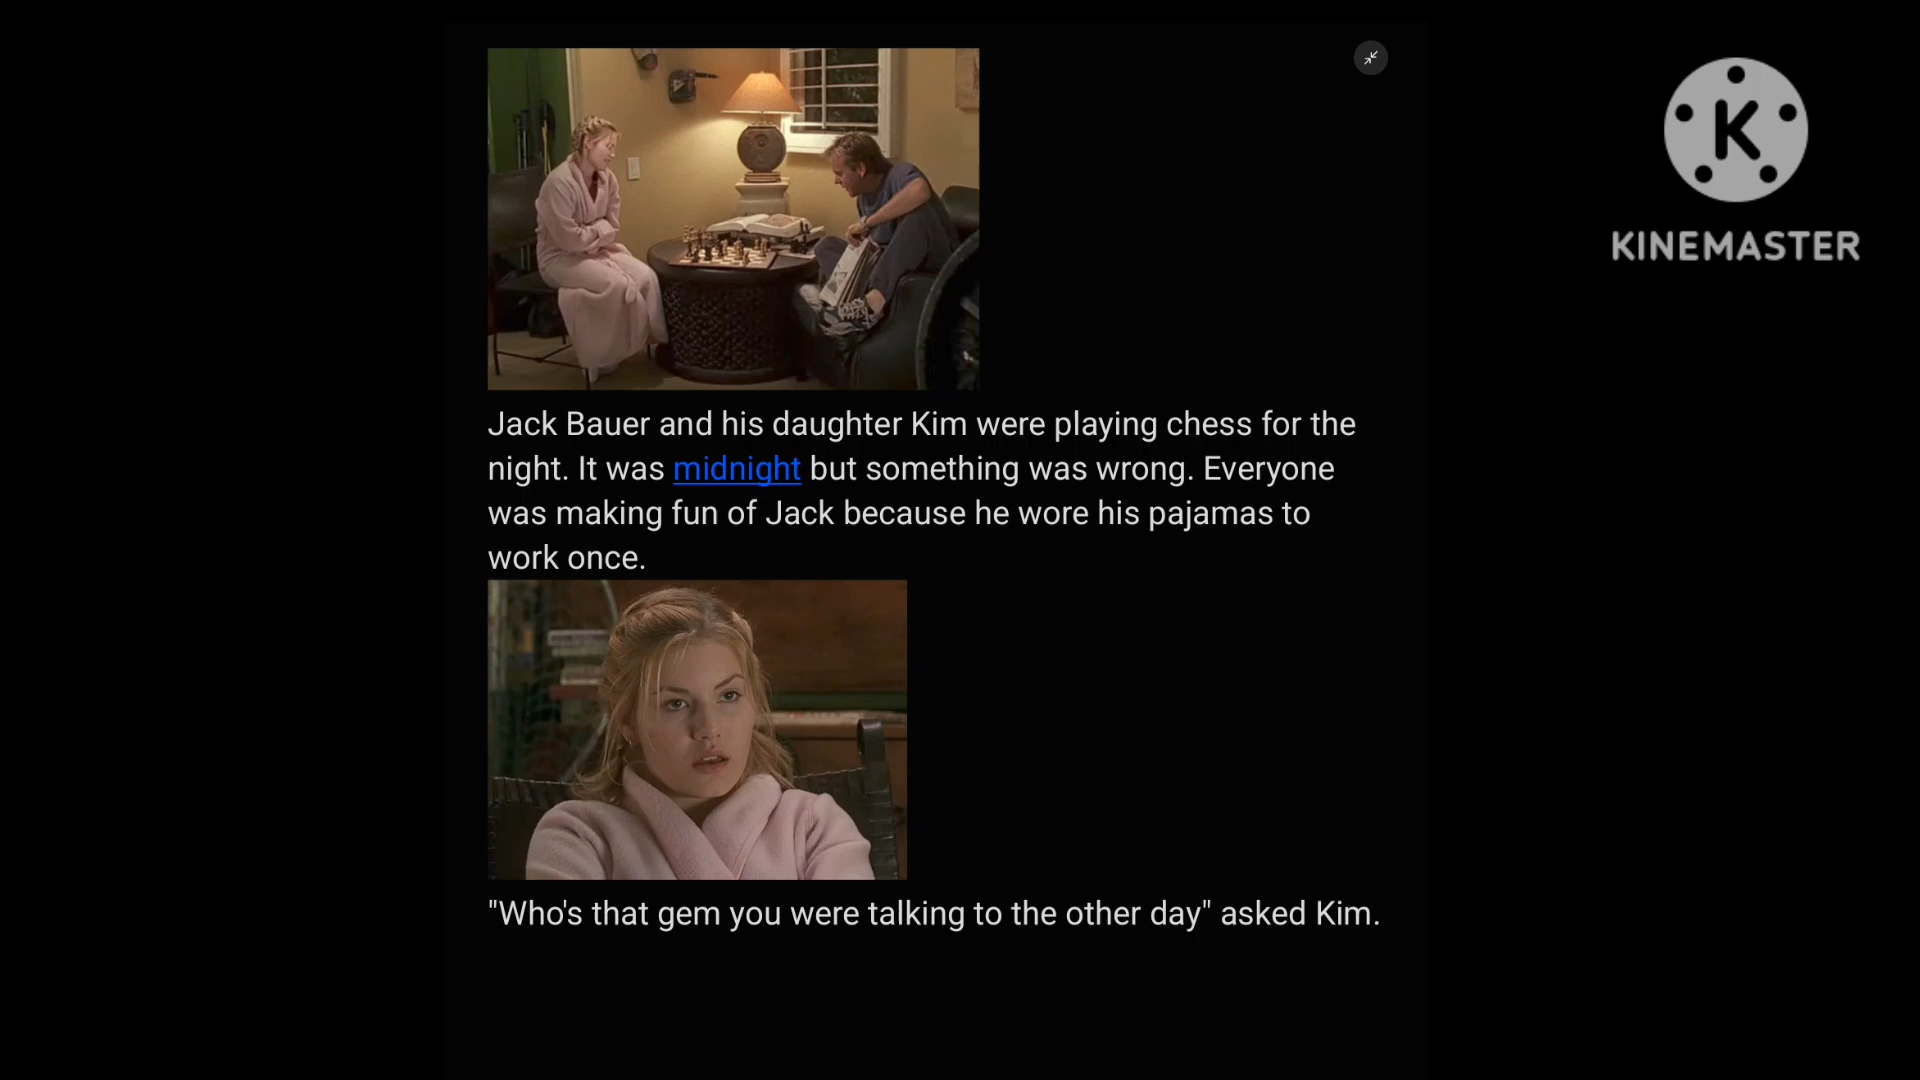 K
KINEMASTER
Jack Bauer and his daughter Kim were playing chess for the
night. It was midnight but something was wrong. Everyone
was making fun of Jack because he wore his pajamas to
work once.
"Who's that gem you were talking to the other day" asked Kim.